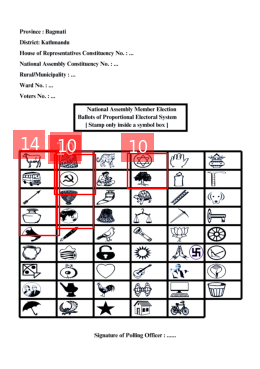 Province : Bagmati
District: Kathmandu
House of Representatives Constituency No. : ...
National Assembly Constituency No. : ...
Rural/Municipality : ...
Ward No. : ...
Voters No. : ...
National Assembly Member Election
Ballots of Proportional Electoral System
[ Stamp only inside a symbol box ]
14
10
10
Signature of Polling Officer : ......